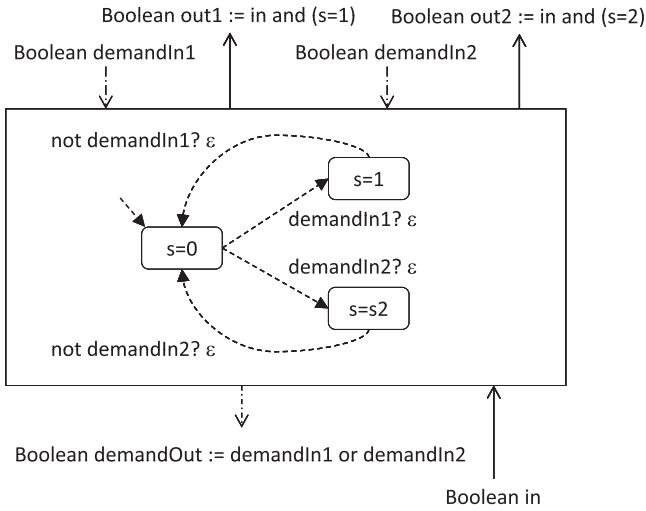 Boolean out1 := in and (s=1)
Boolean out2 := in and (s=2)
Boolean demandIn1
Boolean demandIn2
not demandIn1? ε
s=1
demandIn1? ε
s=0
demandIn2? ε
s=s2
not demandIn2? ε
Boolean demandOut := demandIn1 or demandIn2
Boolean in